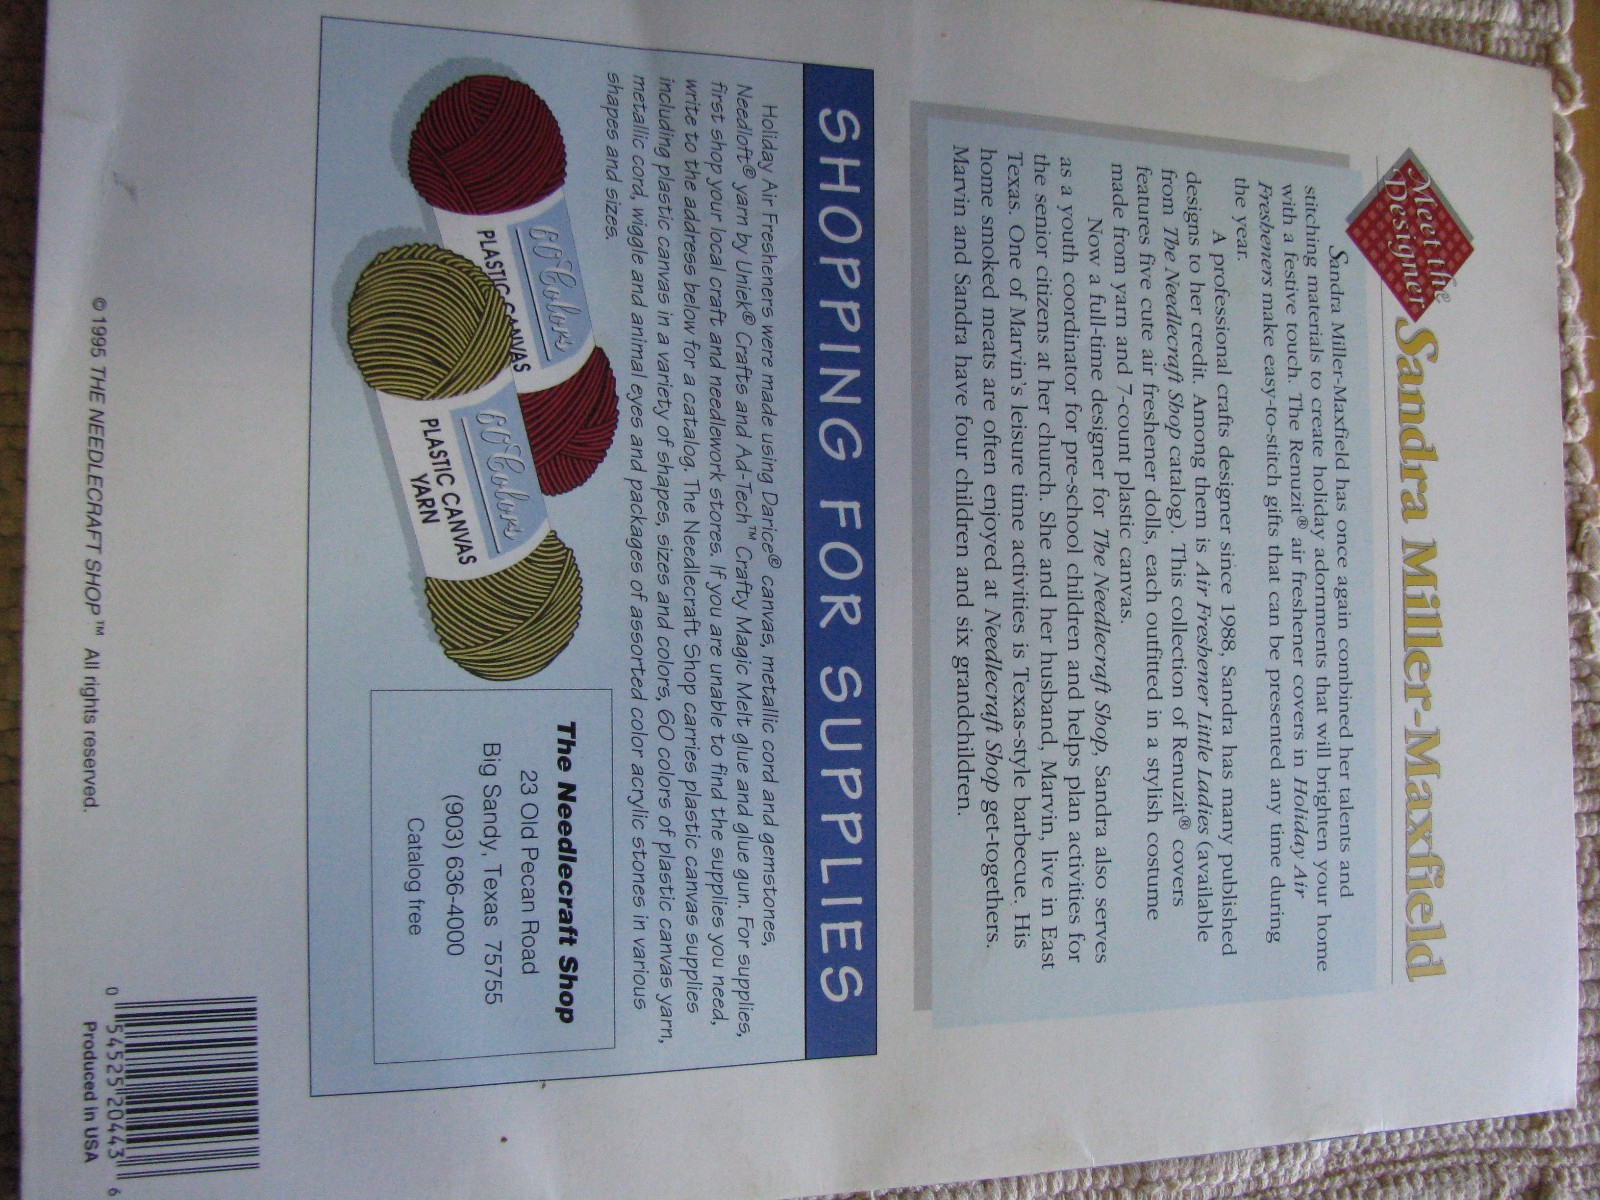 Meet the
Designer
Sandra Miller-Maxfield
Sandra Miller-Maxfield has once again combined her talents and
stitching materials to create holiday adornments that will brighten your home
with a festive touch. The Renuzit® air freshener covers in Holiday Air
Fresheners make easy-to-stitch gifts that can be presented any time during
the year.
A professional crafts designer since 1988, Sandra has many published
designs to her credit. Among them is Air Freshener Little Ladies (available
from The Needlecraft Shop catalog). This collection of Renuzit® covers
features five cute air freshener dolls, each outfitted in a stylish costume
made from yarn and 7-count plastic canvas.
Now a full-time designer for The Needlecraft Shop, Sandra also serves
as a youth coordinator for pre-school children and helps plan activities for
the senior citizens at her church. She and her husband, Marvin, live in East
Texas. One of Marvin's leisure time activities is Texas-style barbecue. His
home smoked meats are often enjoyed at Needlecraft Shop get-togethers.
Marvin and Sandra have four children and six grandchildren.
SHOPPING FOR SUPPLIES
Holiday Air Fresheners were made using Darice® canvas, metallic cord and gemstones,
Needloft® yarn by Uniek® Crafts and Ad-Tech™ Crafty Magic Melt glue and glue gun. For supplies,
first shop your local craft and needlework stores. If you are unable to find the supplies you need,
write to the address below for a catalog. The Needlecraft Shop carries plastic canvas supplies
including plastic canvas in a variety of shapes, sizes and colors, 60 colors of plastic canvas yarn,
metallic cord, wiggle and animal eyes and packages of assorted color acrylic stones in various
shapes and sizes.
60 Colors
PLASTIC CANVAS
60 Colors
PLASTIC CANVAS
YARN
The Needlecraft Shop
23 Old Pecan Road
Big Sandy, Texas 75755
(903) 636-4000
Catalog free
© 1995 THE NEEDLECRAFT SHOP™ All rights reserved.
0 54525 20443 6
Produced in USA